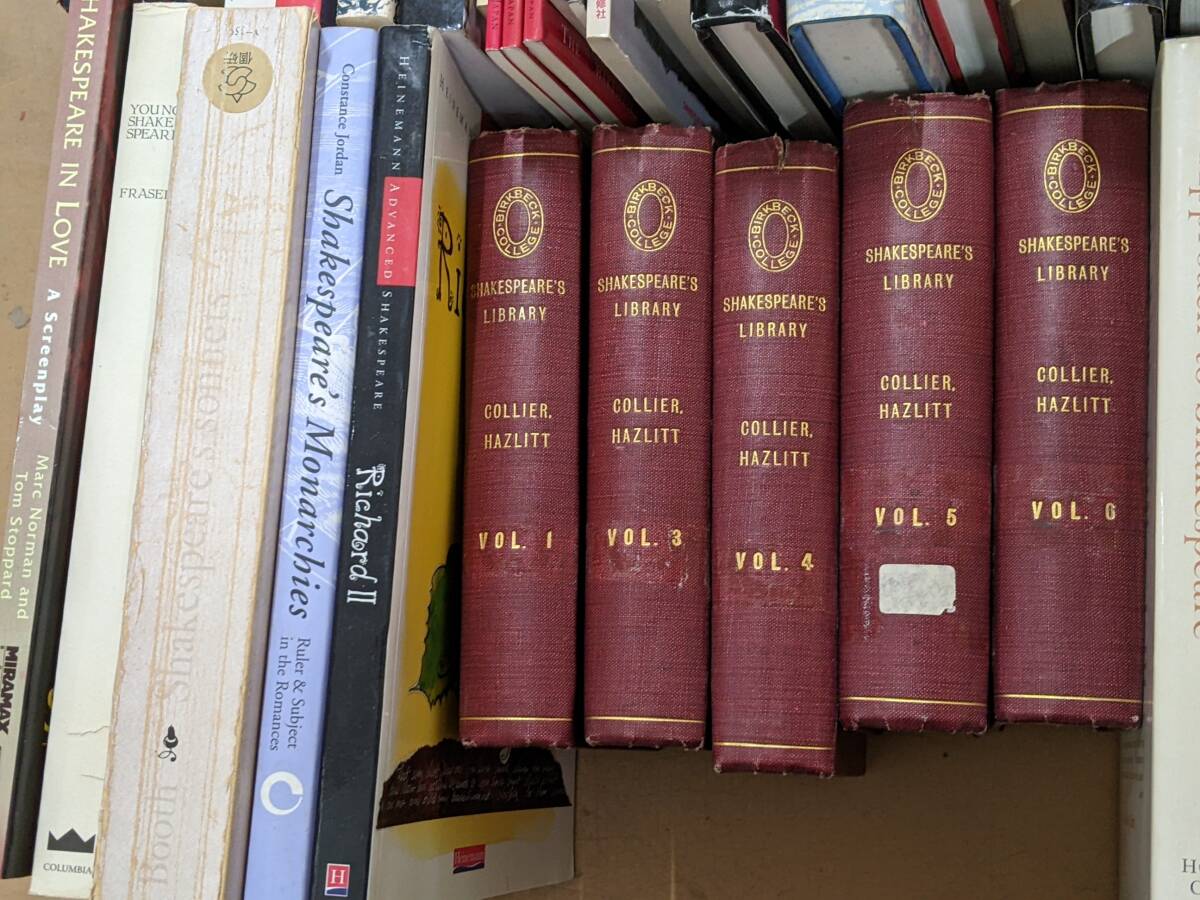 SHAKESPEARE IN LOVE A Screenplay
Marc Norman and
Tom Stoppard
MIRAMAX
YOUNG
SHAKE
SPEARE
FRASER
COLUMBIA
Booth Shakespeare's sonnets
Constance Jordan Shakespeare's Monarchies
Ruler & Subject
in the Romances
HEINEMANN ADVANCED SHAKESPEARE
Richard II
H
Ri
Heinemann
BIRKBECK
COLLEGE
SHAKESPEARE'S
LIBRARY
COLLIER,
HAZLITT
VOL. 1
BIRKBECK
COLLEGE
SHAKESPEARE'S
LIBRARY
COLLIER,
HAZLITT
VOL. 3
BIRKBECK
COLLEGE
SHAKESPEARE'S
LIBRARY
COLLIER,
HAZLITT
VOL. 4
BIRKBECK
COLLEGE
SHAKESPEARE'S
LIBRARY
COLLIER,
HAZLITT
VOL. 5
BIRKBECK
COLLEGE
SHAKESPEARE'S
LIBRARY
COLLIER,
HAZLITT
VOL. 6